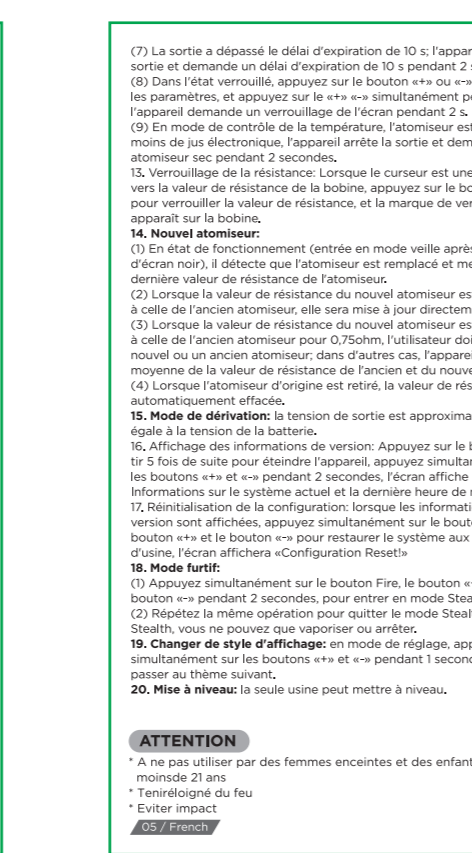 (7) La sortie a dépassé le délai d'expiration de 10 s; l'appar
sortie et demande un délai d'expiration de 10 s pendant 2 s
(8) Dans l'état verrouillé, appuyez sur le bouton «+» ou «-»
les paramètres, et appuyez sur le «+» «-» simultanément pe
l'appareil demande un verrouillage de l'écran pendant 2 s.
(9) En mode de contrôle de la température, l'atomiseur est
moins de jus électronique, l'appareil arrête la sortie et dem
atomiseur sec pendant 2 secondes.
13. Verrouillage de la résistance: Lorsque le curseur est une
vers la valeur de résistance de la bobine, appuyez sur le bo
pour verrouiller la valeur de résistance, et la marque de ver
apparaît sur la bobine.
14. Nouvel atomiseur:
(1) En état de fonctionnement (entrée en mode veille après
d'écran noir), il détecte que l'atomiseur est remplacé et me
dernière valeur de résistance de l'atomiseur.
(2) Lorsque la valeur de résistance du nouvel atomiseur es
à celle de l'ancien atomiseur, elle sera mise à jour directem
(3) Lorsque la valeur de résistance du nouvel atomiseur es
à celle de l'ancien atomiseur pour 0,75ohm, l'utilisateur doi
nouvel ou un ancien atomiseur; dans d'autres cas, l'apparei
moyenne de la valeur de résistance de l'ancien et du nouve
(4) Lorsque l'atomiseur d'origine est retiré, la valeur de rés
automatiquement effacée.
15. Mode de dérivation: la tension de sortie est approxima
égale à la tension de la batterie.
16. Affichage des informations de version: Appuyez sur le b
tir 5 fois de suite pour éteindre l'appareil, appuyez simultan
les boutons «+» et «-» pendant 2 secondes, l'écran affiche
Informations sur le système actuel et la dernière heure de m
17. Réinitialisation de la configuration: lorsque les informati
version sont affichées, appuyez simultanément sur le bouto
bouton «+» et le bouton «-» pour restaurer le système aux
d'usine, l'écran affichera «Configuration Reset!»
18. Mode furtif:
(1) Appuyez simultanément sur le bouton Fire, le bouton «+
bouton «-» pendant 2 secondes, pour entrer en mode Steal
(2) Répétez la même opération pour quitter le mode Stealt
Stealth, vous ne pouvez que vaporiser ou arrêter.
19. Changer de style d'affichage: en mode de réglage, app
simultanément sur les boutons «+» et «-» pendant 1 second
passer au thème suivant.
20. Mise à niveau: la seule usine peut mettre à niveau.
ATTENTION
* A ne pas utiliser par des femmes enceintes et des enfant
moinsde 21 ans
* Teniréloigné du feu
* Eviter impact
05 / French